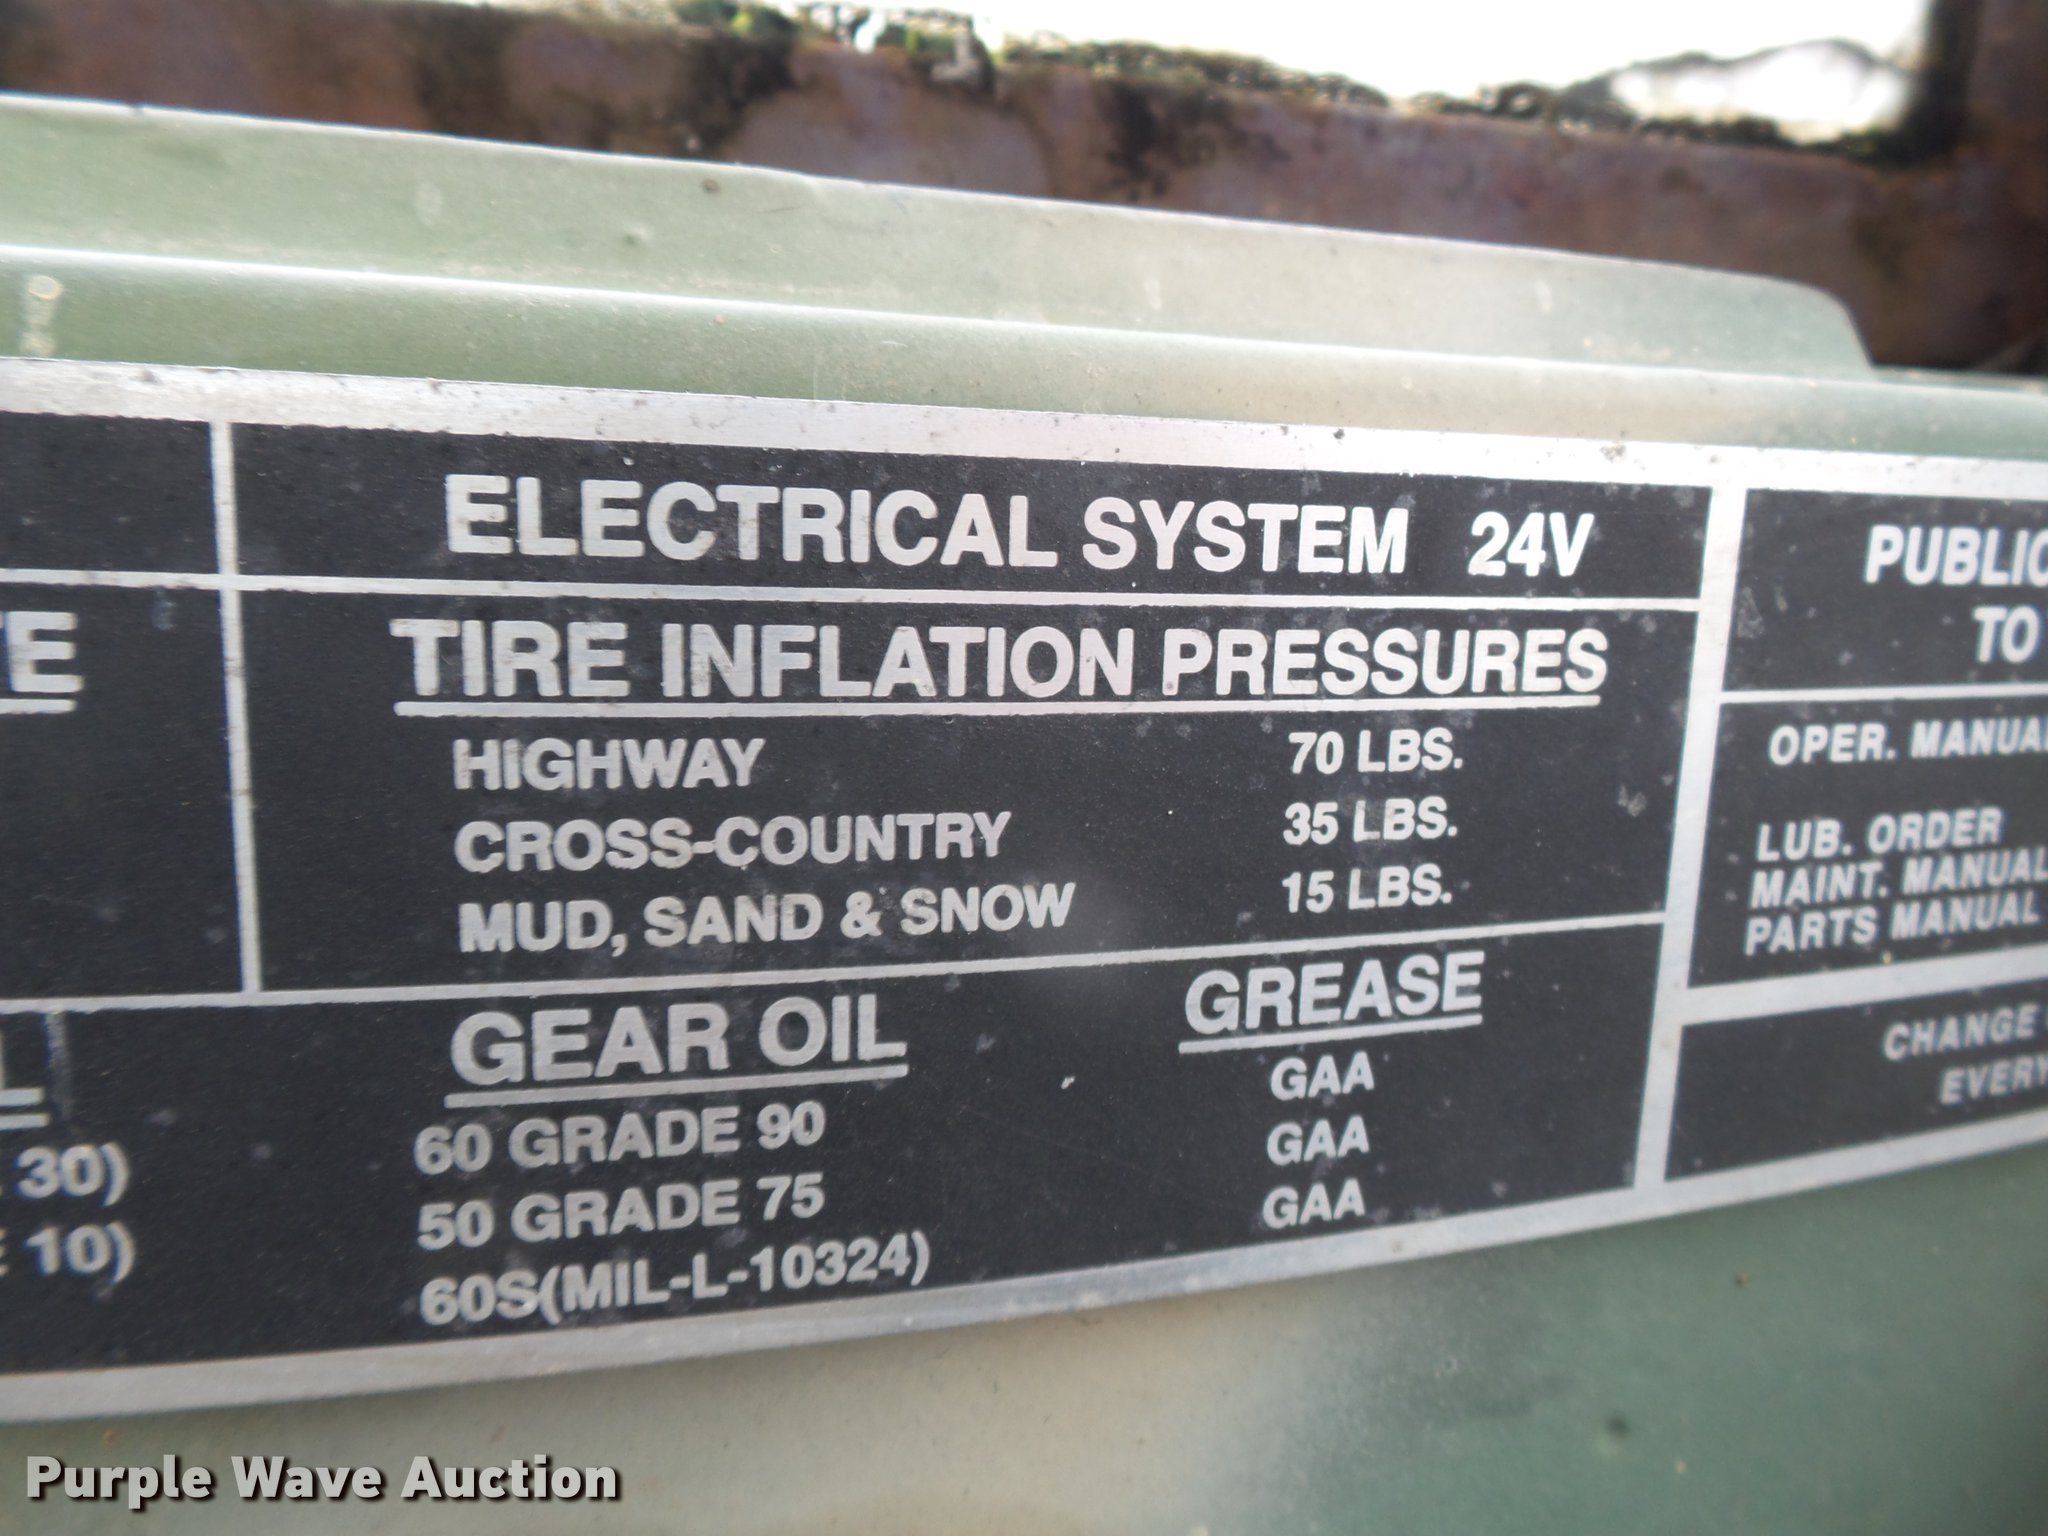 ELECTRICAL SYSTEM 24V
TIRE INFLATION PRESSURES
HIGHWAY 70 LBS.
CROSS-COUNTRY 35 LBS.
MUD, SAND & SNOW 15 LBS.
GEAR OIL GREASE
30) 60 GRADE 90 GAA
10) 50 GRADE 75 GAA
60S(MIL-L-10324) GAA
TO
OPER.
LUB. ORDER
MAINT. MANUAL
PARTS MANUAL
CHANGE
EVERY
Purple Wave Auction